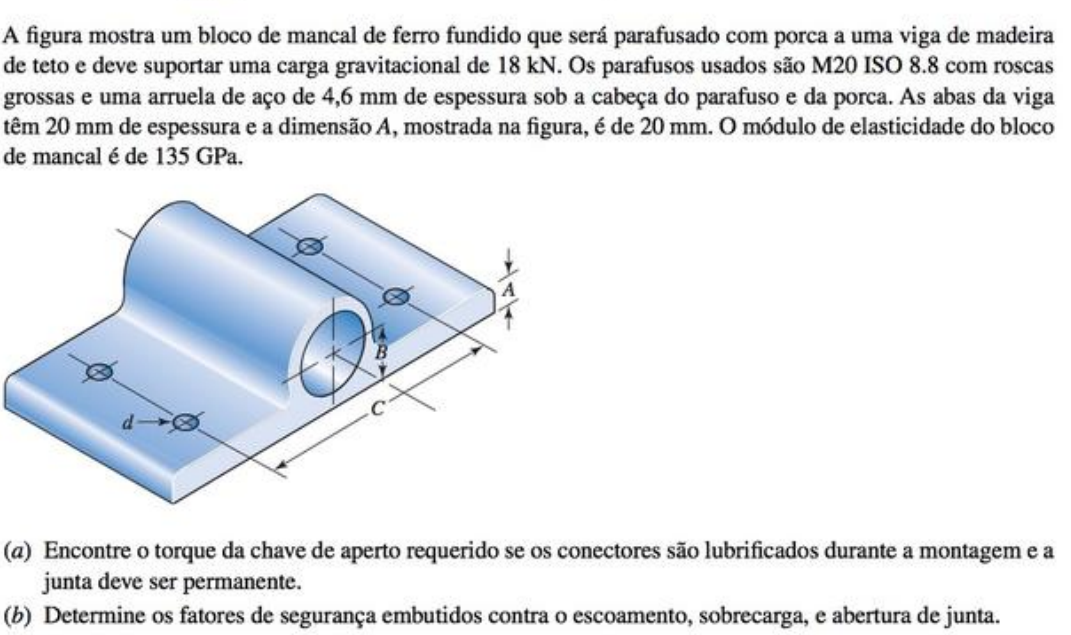 A figura mostra um bloco de mancal de ferro fundido que será parafusado com porca a uma viga de madeira
de teto e deve suportar uma carga gravitacional de 18 kN. Os parafusos usados são M20 ISO 8.8 com roscas
grossas e uma arruela de aço de 4,6 mm de espessura sob a cabeça do parafuso e da porca. As abas da viga
têm 20 mm de espessura e a dimensão A, mostrada na figura, é de 20 mm. O módulo de elasticidade do bloco
de mancal é de 135 GPa.
A
B
C
d
(a) Encontre o torque da chave de aperto requerido se os conectores são lubrificados durante a montagem e a
junta deve ser permanente.
(b) Determine os fatores de segurança embutidos contra o escoamento, sobrecarga, e abertura de junta.